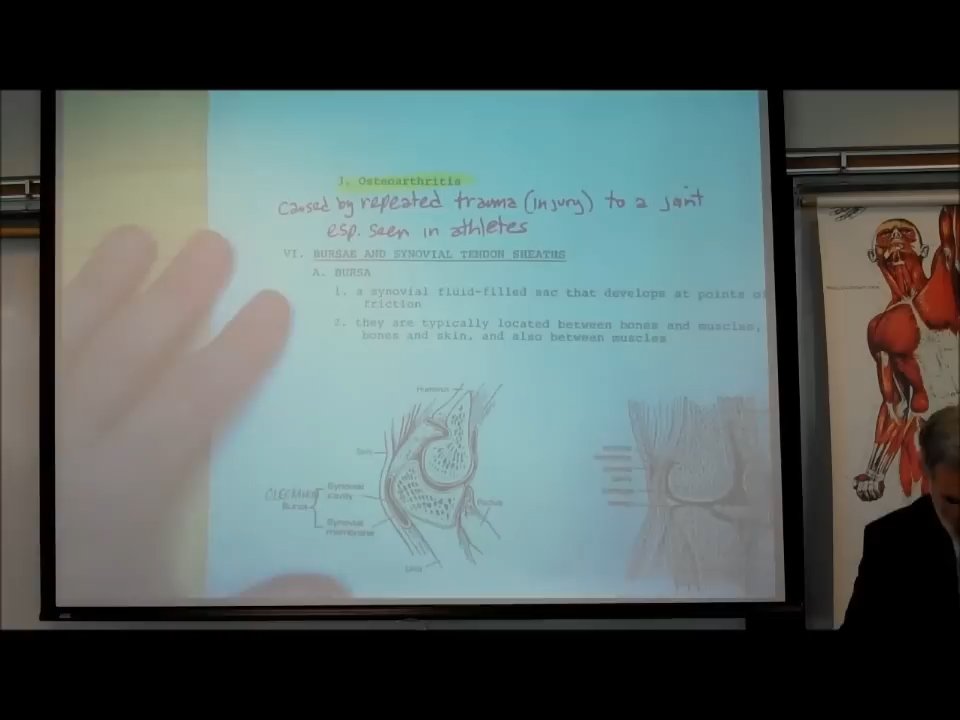 3. Osteoarthritis
Caused by repeated trauma (injury) to a joint
esp. seen in athletes
VI. BURSAE AND SYNOVIAL TENDON SHEATHS
A. BURSA
1. a synovial fluid-filled sac that develops at points of
friction
2. they are typically located between bones and muscles,
bones and skin, and also between muscles
Humerus
Skin
Synovial
cavity
Bursa
Radius
Synovial
membrane